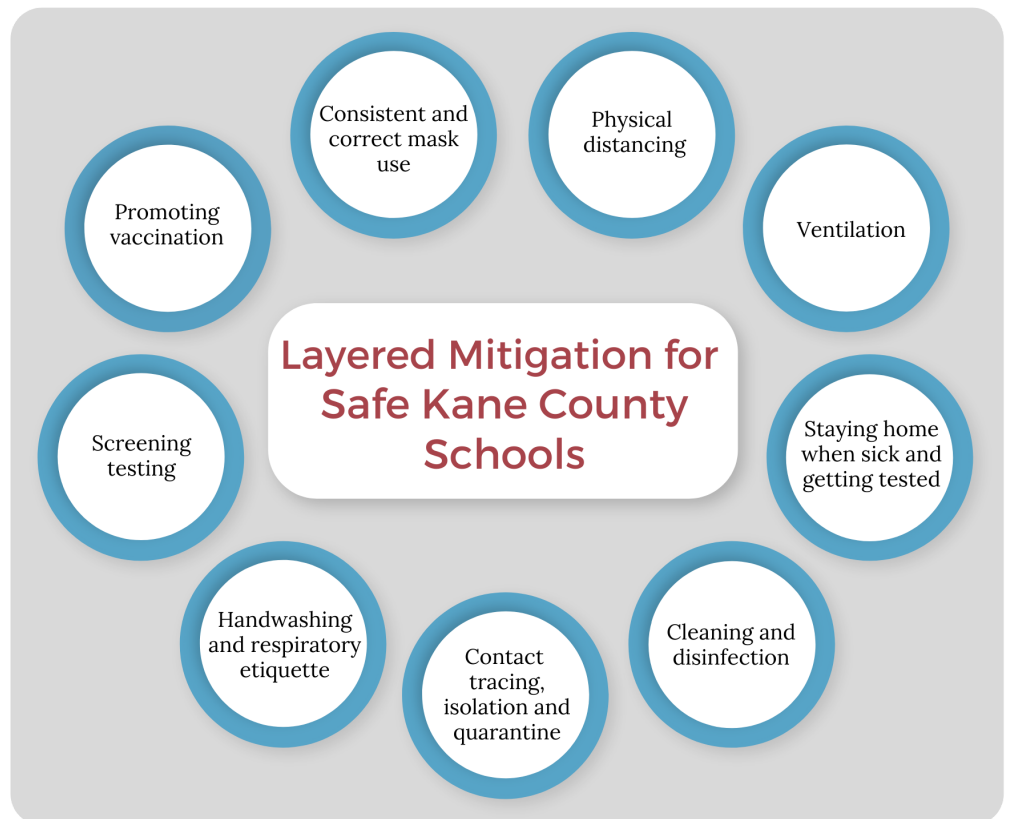 Consistent and
correct mask
use
Physical
distancing
Promoting
vaccination
Ventilation
Layered Mitigation for
Safe Kane County
Schools
Screening
testing
Staying home
when sick and
getting tested
Handwashing
and respiratory
etiquette
Contact
tracing,
isolation and
quarantine
Cleaning and
disinfection